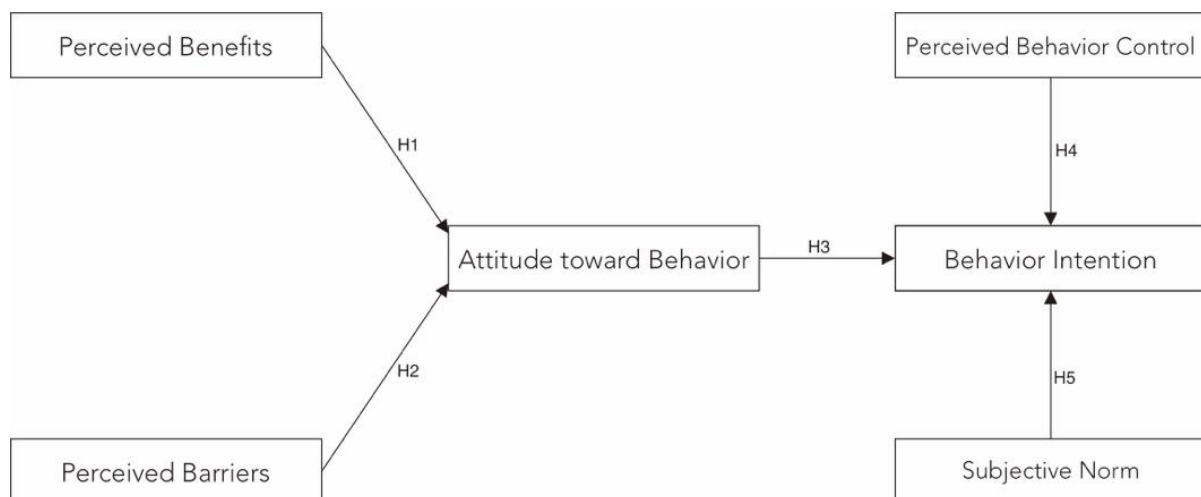 Perceived Benefits
Perceived Behavior Control
H1
H4
Attitude toward Behavior
H3
Behavior Intention
H2
H5
Perceived Barriers
Subjective Norm